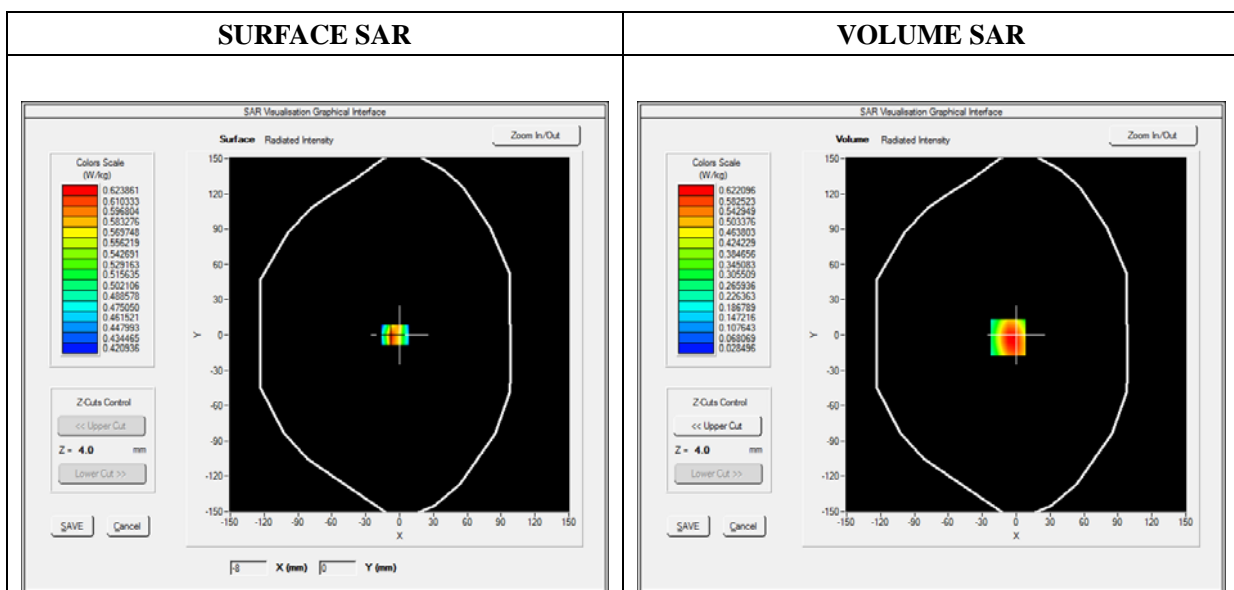 SURFACE SAR
VOLUME SAR
SAR Visualisation Graphical Interface
Surface Radiated Intensity
Zoom In/Out
Colors Scale
(W/kg)
0.623861
0.610333
0.596804
0.583276
0.569748
0.556219
0.542691
0.529163
0.515635
0.502106
0.488578
0.475050
0.461521
0.447993
0.434465
0.420936
150
120
90
60
30
0
-30
-60
-90
-120
-150
Y
-150 -120 -90 -60 -30 0 30 60 90 120 150
X
Z-Cuts Control
<< Upper Cut
Z = 4.0 mm
Lower Cut >>
SAVE Cancel
-8 X (mm) 0 Y (mm)
SAR Visualisation Graphical Interface
Volume Radiated Intensity
Zoom In/Out
Colors Scale
(W/kg)
0.622096
0.582523
0.542949
0.503376
0.463803
0.424229
0.384656
0.345083
0.305509
0.265936
0.226363
0.186789
0.147216
0.107643
0.068069
0.028496
150
120
90
60
30
0
-30
-60
-90
-120
-150
Y
-150 -120 -90 -60 -30 0 30 60 90 120 150
X
Z-Cuts Control
<< Upper Cut
Z = 4.0 mm
Lower Cut >>
SAVE Cancel